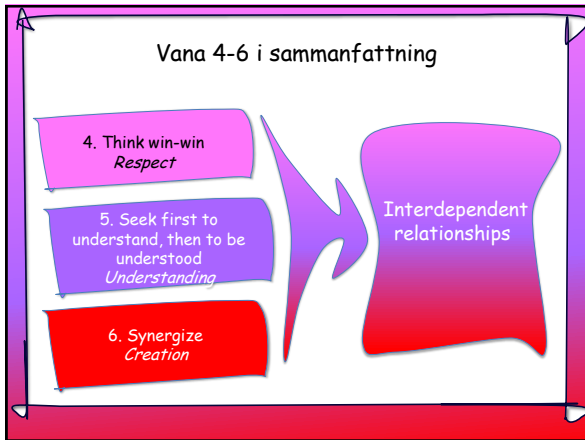 Vana 4-6 i sammanfattning
4. Think win-win
Respect
5. Seek first to
understand, then to be
understood
Understanding
6. Synergize
Creation
Interdependent
relationships